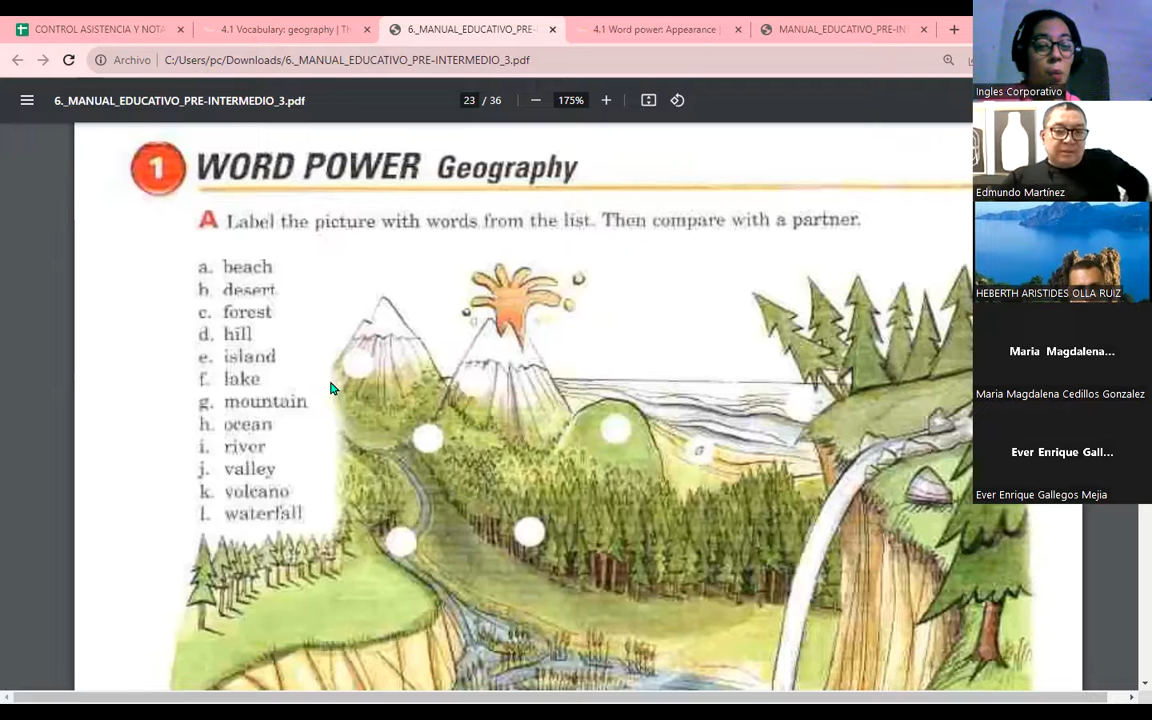 CONTROL ASISTENCIA Y NOTA
4.1 Vocabulary: geography | Th
6._MANUAL_EDUCATIVO_PRE-
4.1 Word power: Appearance |
MANUAL_EDUCATIVO_PRE-IN
Archivo
C:/Users/pc/Downloads/6._MANUAL_EDUCATIVO_PRE-INTERMEDIO_3.pdf
6._MANUAL_EDUCATIVO_PRE-INTERMEDIO_3.pdf
23 / 36
175%
1 WORD POWER Geography
A Label the picture with words from the list. Then compare with a partner.
a. beach
b. desert
c. forest
d. hill
e. island
f. lake
g. mountain
h. ocean
i. river
j. valley
k. volcano
l. waterfall
a
Ingles Corporativo
Edmundo Martínez
HEBERTH ARISTIDES OLLA RUIZ
Maria Magdalena...
Maria Magdalena Cedillos Gonzalez
Ever Enrique Gall...
Ever Enrique Gallegos Mejia